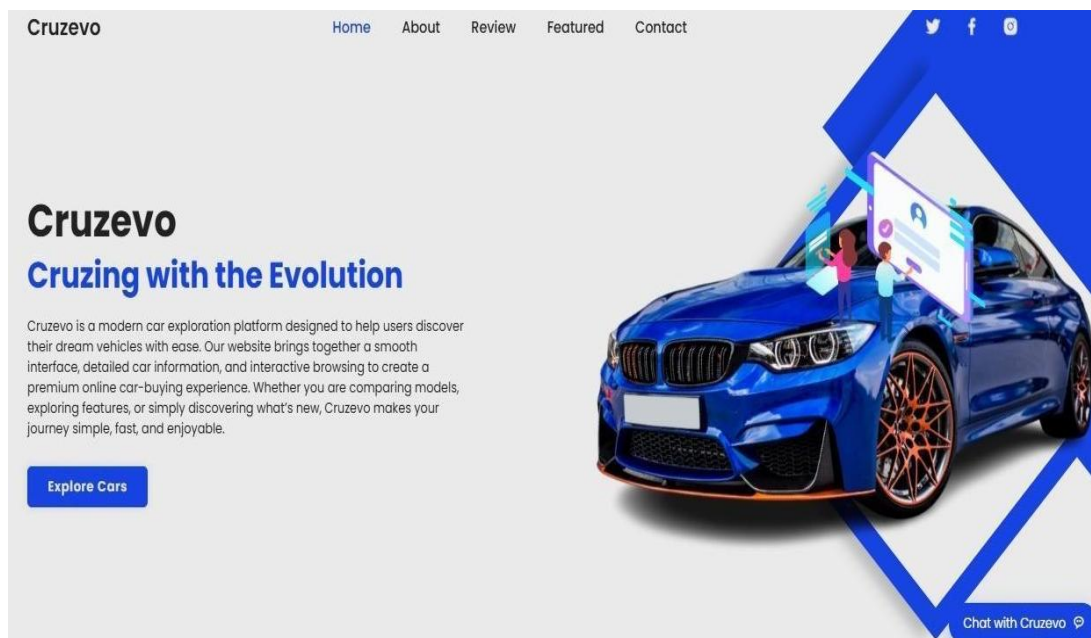 Cruzevo
Home About Review Featured Contact
Cruzevo
Cruzing with the Evolution
Cruzevo is a modern car exploration platform designed to help users discover
their dream vehicles with ease. Our website brings together a smooth
interface, detailed car information, and interactive browsing to create a
premium online car-buying experience. Whether you are comparing models,
exploring features, or simply discovering what's new, Cruzevo makes your
journey simple, fast, and enjoyable.
Explore Cars
Chat with Cruzevo